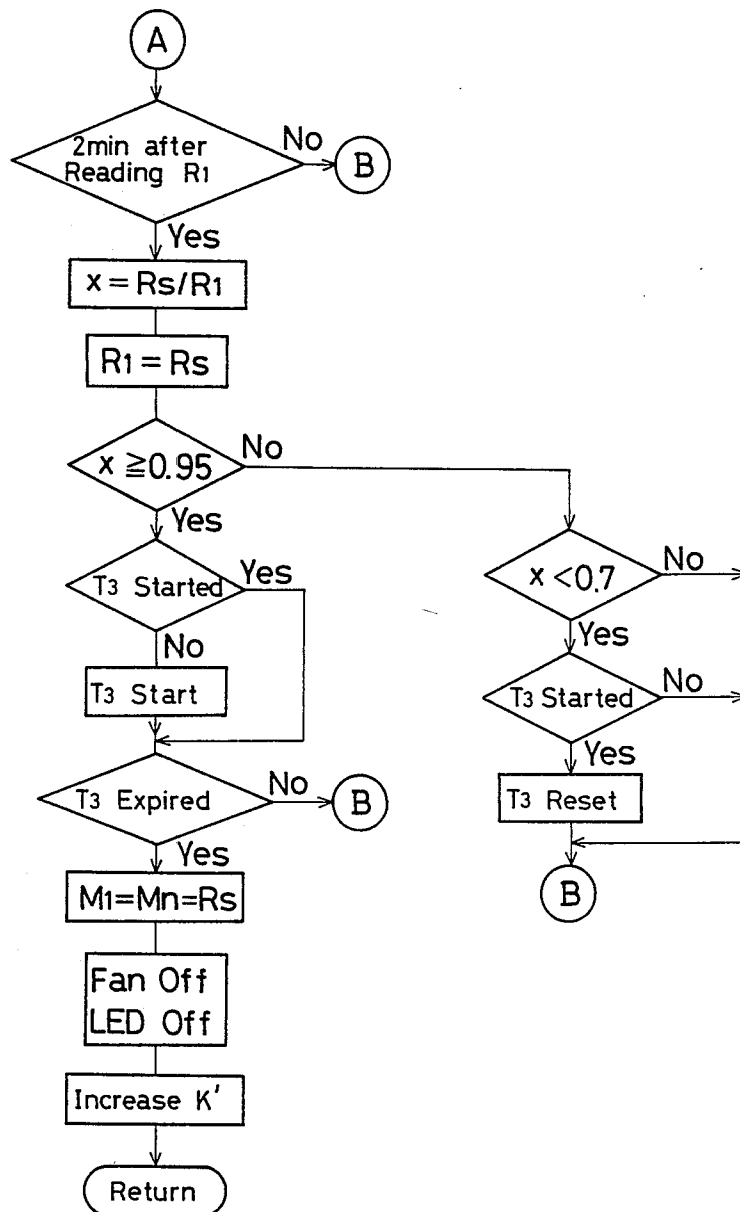 A
2min after
Reading R1
No
B
Yes
x = Rs/R1
R1 = Rs
x ≧0.95
No
Yes
T3 Started
Yes
No
T3 Start
T3 Expired
No
B
Yes
M1=Mn=Rs
Fan Off
LED Off
Increase K'
Return
x <0.7
No
Yes
T3 Started
No
Yes
T3 Reset
B